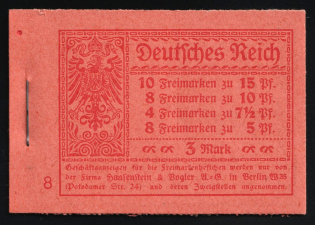 Deutsches Reich
10 Freimarken zu 15 Pf.
8 Freimarken zu 10 Pf.
4 Freimarken zu 7½ Pf.
8 Freimarken zu 5 Pf.
3 Mark
Geschäftsanzeigen für die Freimarkenheftchen werden nur von
der Firma Haasenstein & Vogler A.=G. in Berlin W35
(Potsdamer Str. 24) und deren Zweigstellen angenommen.
8